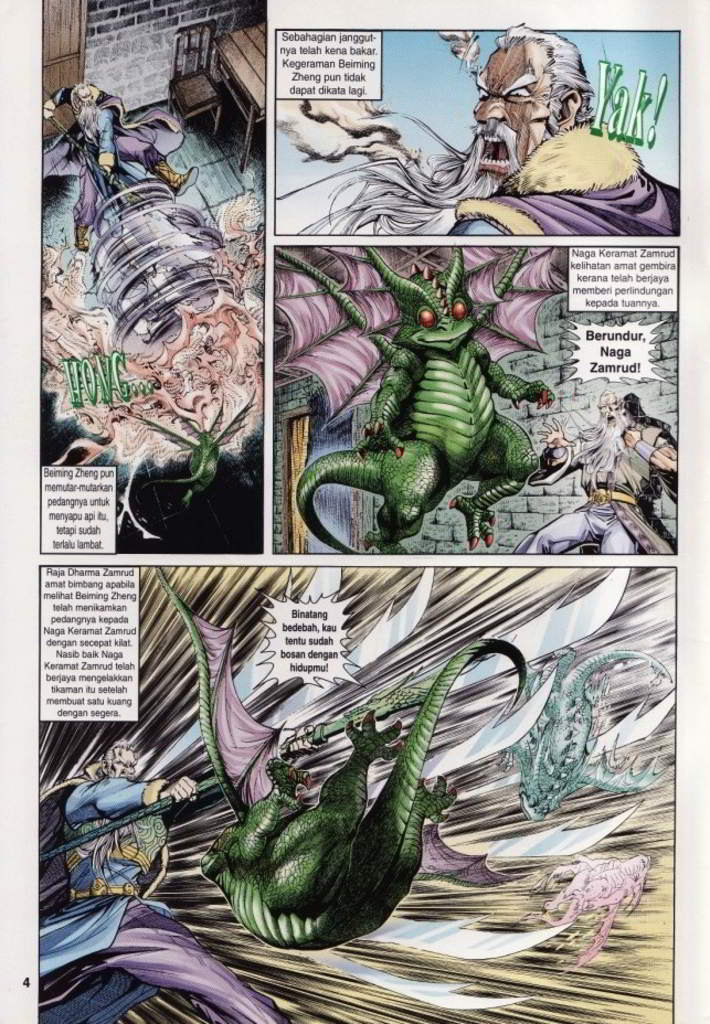 HONG...
Beiming Zheng pun
memutar-mutarkan
pedangnya untuk
menyapu api itu,
tetapi sudah
terlalu lambat.
Sebahagian janggut-
nya telah kena bakar.
Kegeraman Beiming
Zheng pun tidak
dapat dikata lagi.
Yak!
Naga Keramat Zamrud
kelihatan amat gembira
kerana telah berjaya
memberi perlindungan
kepada tuannya.
Berundur,
Naga
Zamrud!
Raja Dharma Zamrud
amat bimbang apabila
melihat Beiming Zheng
telah menikamkan
pedangnya kepada
Naga Keramat Zamrud
dengan secepat kilat.
Nasib baik Naga
Keramat Zamrud telah
berjaya mengelakkan
tikaman itu setelah
membuat satu kuang
dengan segera.
Binatang
bedebah, kau
tentu sudah
bosan dengan
hidupmu!
4